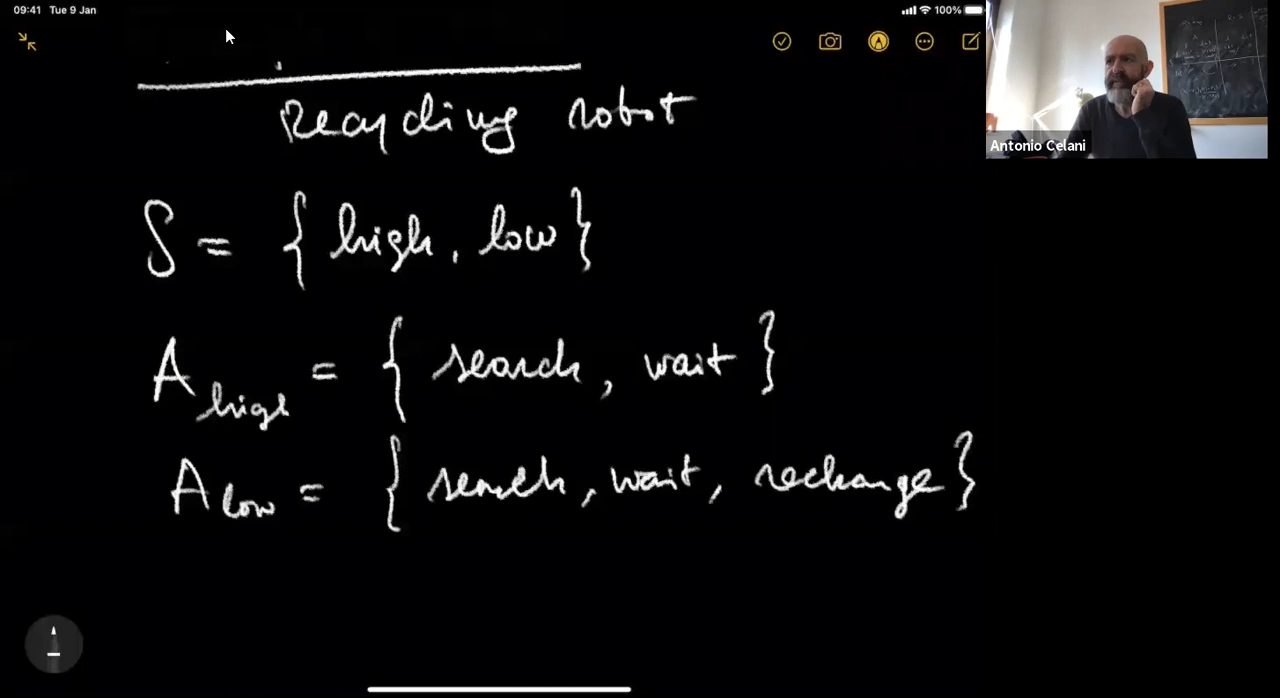 09:41 Tue 9 Jan
100%
Antonio Celani
Recycling robot
S = { high, low }
A high = { search, wait }
A low = { search, wait, recharge }